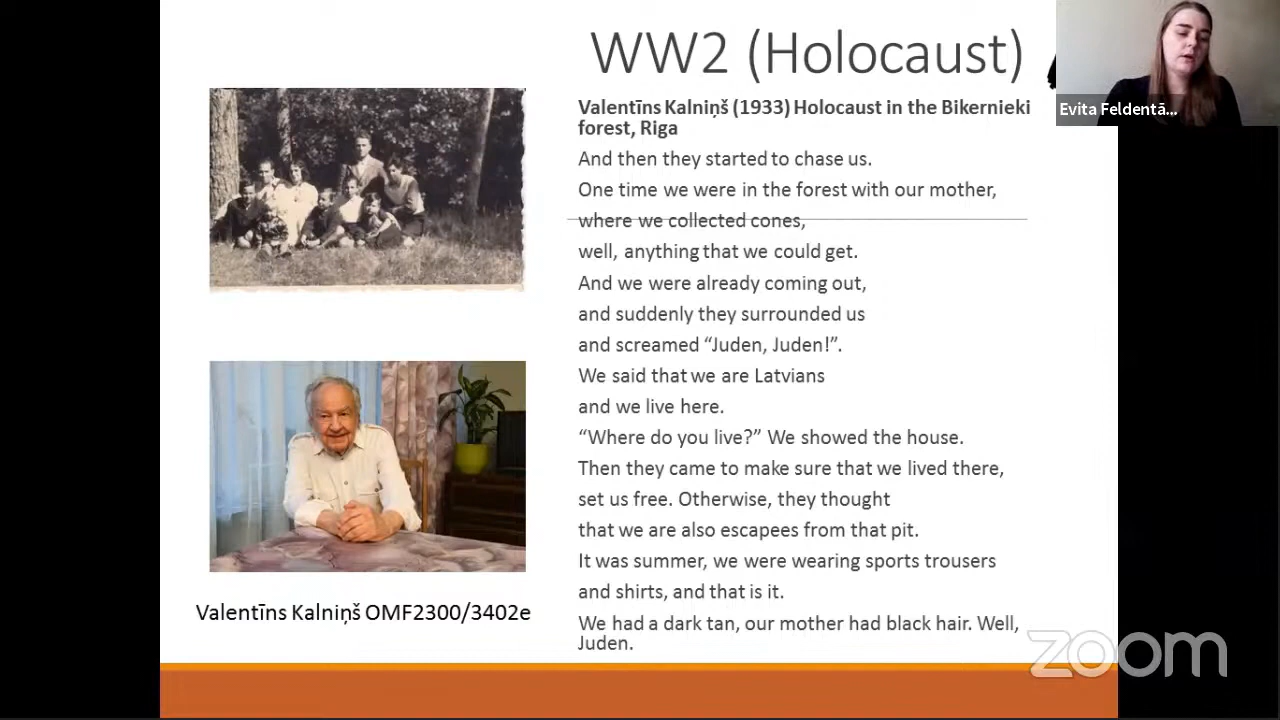 WW2 (Holocaust)
Evita Feldentā...
Valentīns Kalniņš (1933) Holocaust in the Bikernieki
forest, Riga
And then they started to chase us.
One time we were in the forest with our mother,
where we collected cones,
well, anything that we could get.
And we were already coming out,
and suddenly they surrounded us
and screamed “Juden, Juden!”.
We said that we are Latvians
and we live here.
“Where do you live?” We showed the house.
Then they came to make sure that we lived there,
set us free. Otherwise, they thought
that we are also escapees from that pit.
It was summer, we were wearing sports trousers
and shirts, and that is it.
We had a dark tan, our mother had black hair. Well,
Juden.
Valentīns Kalniņš OMF2300/3402e
zoom